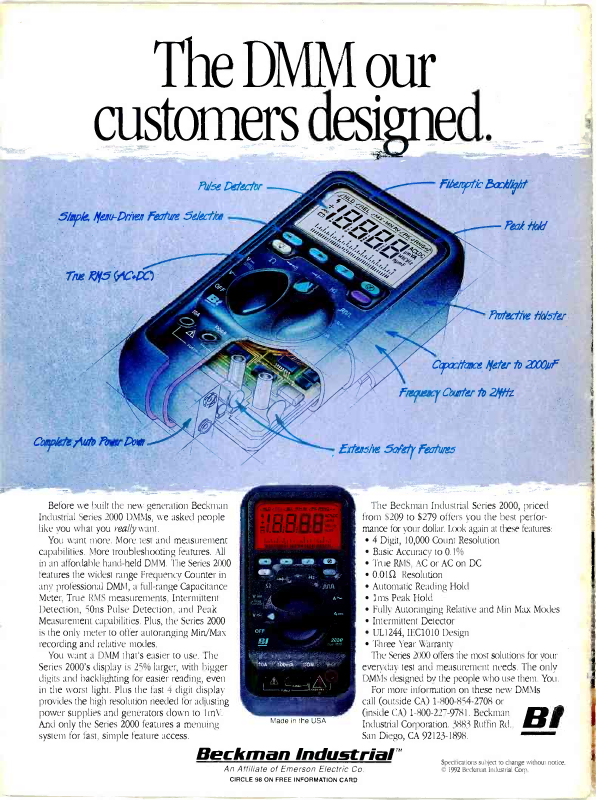 The DMM our
customers designed.
Pulse Detector
Fiberoptic Backlight
Simple, Menu-Driven Feature Selection
Peak Hold
True RMS (AC+DC)
Protective Holster
Capacitance Meter to 2000µF
Frequency Counter to 2MHz
Complete Auto Power Down
Extensive Safety Features
OFF
BI
10A
Before we built the new generation Beckman
Industrial Series 2000 DMMs, we asked people
like you what you really want.
You want more. More test and measurement
capabilities. More troubleshooting features. All
in an affordable hand-held DMM. The Series 2000
features the widest range Frequency Counter in
any professional DMM, a full-range Capacitance
Meter, True RMS measurements, Intermittent
Detection, 50ns Pulse Detection, and Peak
Measurement capabilities. Plus, the Series 2000
is the only meter to offer autoranging Min/Max
recording and relative modes.
You want a DMM that's easier to use. The
Series 2000's display is 25% larger, with bigger
digits and backlighting for easier reading, even
in the worst light. Plus the fast 4 digit display
provides the high resolution needed for adjusting
power supplies and generators down to 1mV.
And only the Series 2000 features a menuing
system for fast, simple feature access.
OFF
Made in the USA
The Beckman Industrial Series 2000, priced
from $209 to $279 offers you the best perfor-
mance for your dollar. Look again at these features:
• 4 Digit, 10,000 Count Resolution
• Basic Accuracy to 0.1%
• True RMS, AC or AC on DC
• 0.01Ω Resolution
• Automatic Reading Hold
• 1ms Peak Hold
• Fully Autoranging Relative and Min Max Modes
• Intermittent Detector
• UL1244, IEC1010 Design
• Three Year Warranty
The Series 2000 offers the most solutions for your
everyday test and measurement needs. The only
DMMs designed by the people who use them. You.
For more information on these new DMMs
call (outside CA) 1-800-854-2708 or
(inside CA) 1-800-227-9781. Beckman
Industrial Corporation, 3883 Ruffin Rd.,
San Diego, CA 92123-1898.
BI
Beckman Industrial™
An Affiliate of Emerson Electric Co.
CIRCLE 98 ON FREE INFORMATION CARD
Specifications subject to change without notice.
© 1992 Beckman Industrial Corp.